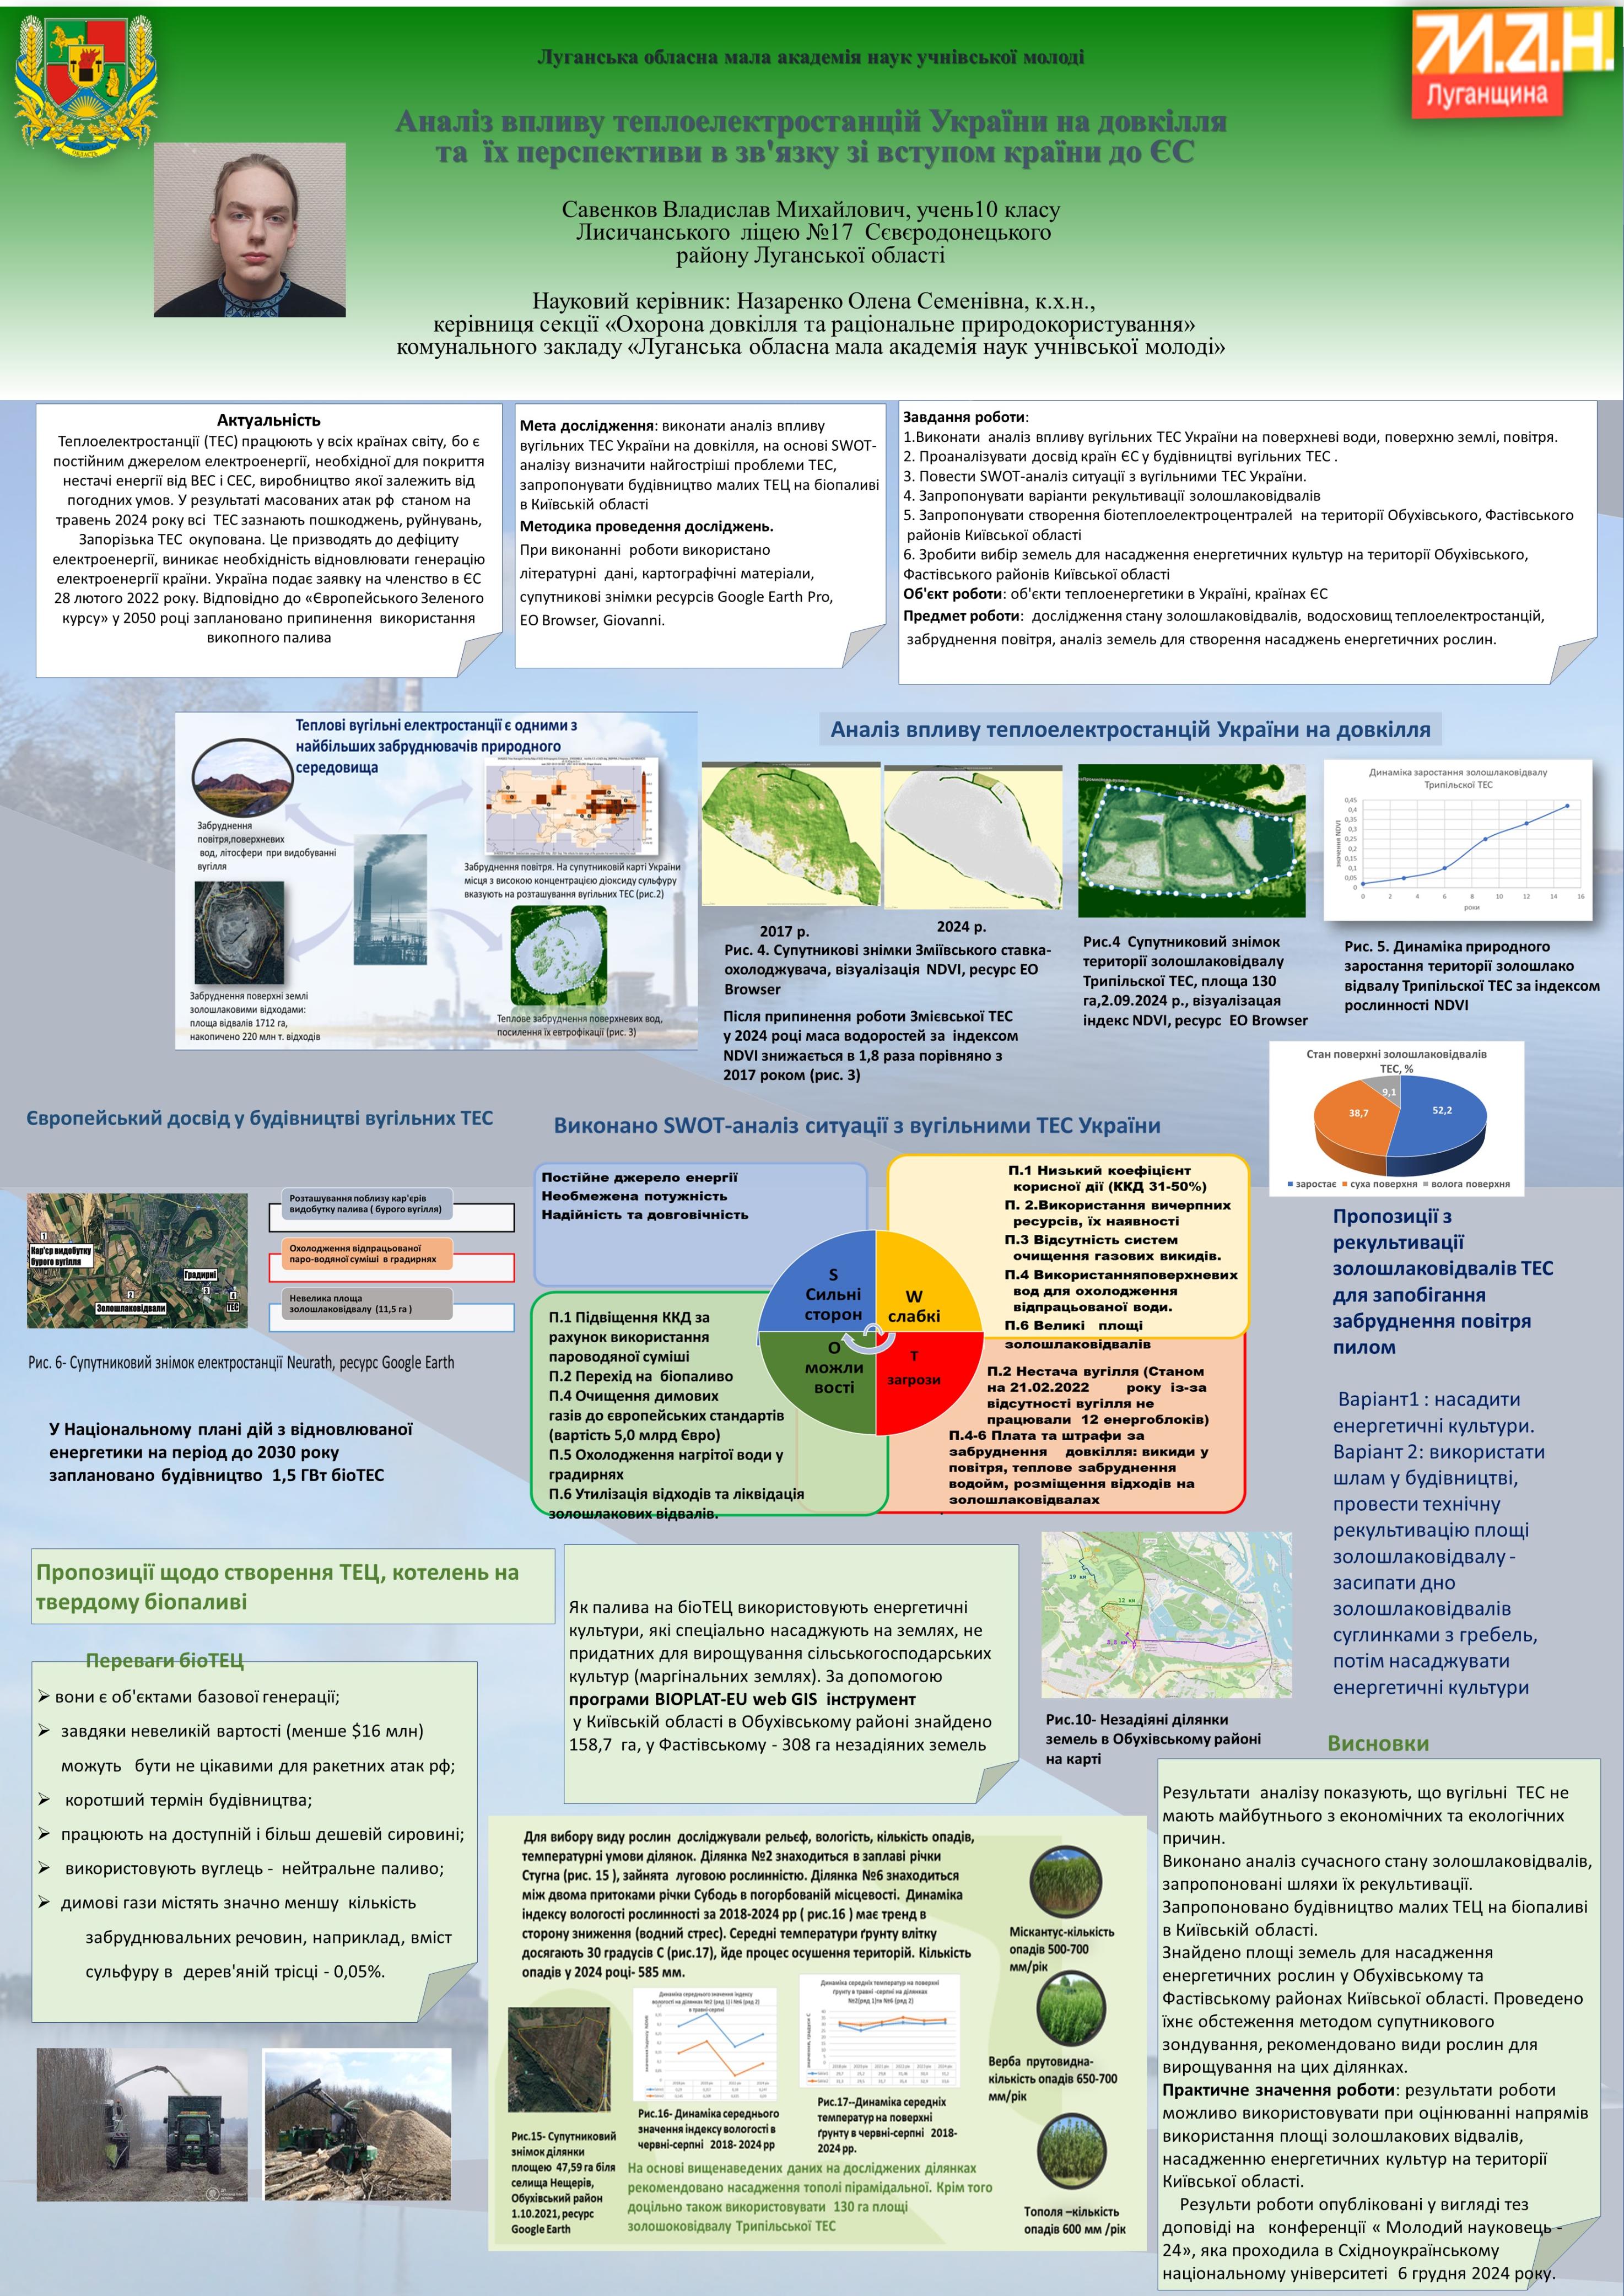 Луганська обласна мала академія наук учнівської молоді
М.А.Н.
Луганщина
ОБЛАСТЬ
Аналіз впливу теплоелектростанцій України на довкілля
та їх перспективи в зв'язку зі вступом країни до ЄС
Савенков Владислав Михайлович, учень10 класу
Лисичанського ліцею №17 Сєвєродонецького
району Луганської області
Науковий керівник: Назаренко Олена Семенівна, к.х.н.,
керівниця секції «Охорона довкілля та раціональне природокористування»
комунального закладу «Луганська обласна мала академія наук учнівської молоді»
Актуальність
Теплоелектростанції (ТЕС) працюють у всіх країнах світу, бо є
постійним джерелом електроенергії, необхідної для покриття
нестачі енергії від ВЕС і СЕС, виробництво якої залежить від
погодних умов. У результаті масованих атак рф станом на
травень 2024 року всі ТЕС зазнають пошкоджень, руйнувань,
Запорізька ТЕС окупована. Це призводять до дефіциту
електроенергії, виникає необхідність відновлювати генерацію
електроенергії країни. Україна подає заявку на членство в ЄС
28 лютого 2022 року. Відповідно до «Європейського Зеленого
курсу» у 2050 році заплановано припинення використання
викопного палива
Мета дослідження: виконати аналіз впливу
вугільних ТЕС України на довкілля, на основі SWOT-
аналізу визначити найгостріші проблеми ТЕС,
запропонувати будівництво малих ТЕЦ на біопаливі
в Київській області
Методика проведення досліджень.
При виконанні роботи використано
літературні дані, картографічні матеріали,
супутникові знімки ресурсів Google Earth Pro,
EO Browser, Giovanni.
Завдання роботи:
1.Виконати аналіз впливу вугільних ТЕС України на поверхневі води, поверхню землі, повітря.
2. Проаналізувати досвід країн ЄС у будівництві вугільних ТЕС .
3. Повести SWOT-аналіз ситуації з вугільними ТЕС України.
4. Запропонувати варіанти рекультивації золошлаковідвалів
5. Запропонувати створення біотеплоелектроцентралей на території Обухівського, Фастівського
районів Київської області
6. Зробити вибір земель для насадження енергетичних культур на території Обухівського,
Фастівського районів Київської області
Об'єкт роботи: об'єкти теплоенергетики в Україні, країнах ЄС
Предмет роботи: дослідження стану золошлаковідвалів, водосховищ теплоелектростанцій,
забруднення повітря, аналіз земель для створення насаджень енергетичних рослин.
Теплові вугільні електростанції є одними з
найбільших забруднювачів природного
середовища
Забруднення
повітря,поверхневих
вод, літосфери при видобуванні
вугілля
Забруднення повітря. На супутниковій карті України
місця з високою концентрацією діоксиду сульфуру
вказують на розташування вугільних ТЕС (рис.2)
Забруднення поверхні землі
золошлаковими відходами:
площа відвалів 1712 га,
накопичено 220 млн т. відходів
Теплове забруднення поверхневих вод,
посилення їх евтрофікації (рис. 3)
Аналіз впливу теплоелектростанцій України на довкілля
2017 р.
2024 р.
Рис. 4. Супутникові знімки Зміївського ставка-
охолоджувача, візуалізація NDVI, ресурс EO
Browser
Після припинення роботи Змієвської ТЕС
у 2024 році маса водоростей за індексом
NDVI знижається в 1,8 раза порівняно з
2017 роком (рис. 3)
Рис.4 Супутниковий знімок
території золошлаковідвалу
Трипільскої ТЕС, площа 130
га,2.09.2024 р., візуалізацая
індекс NDVI, ресурс EO Browser
Динаміка заростання золошлаковідвалу
Трипільскої ТЕС
значення NDVI
0,45
0,4
0,35
0,3
0,25
0,2
0,15
0,1
0,05
0
0 2 4 6 8 10 12 14 16
роки
Рис. 5. Динаміка природного
заростання території золошлако
відвалу Трипільскої ТЕС за індексом
рослинності NDVI
Стан поверхні золошлаковідвалів
ТЕС, %
9,1
38,7
52,2
заростає суха поверхня волога поверхня
Європейський досвід у будівництві вугільних ТЕС
1
Кар'єр видобутку
бурого вугілля
Градирні
2
Золошлаковідвали
3
4
ТЕС
Розташування поблизу кар'єрів
видобутку палива ( бурого вугілля)
Охолодження відпрацьованої
паро-водяної суміші в градирнях
Невелика площа
золошлаковідвалу (11,5 га )
Рис. 6- Супутниковий знімок електростанції Neurath, ресурс Google Earth
У Національному плані дій з відновлюваної
енергетики на період до 2030 року
заплановано будівництво 1,5 ГВт біоТЕС
Виконано SWOT-аналіз ситуації з вугільними ТЕС України
Постійне джерело енергії
Необмежена потужність
Надійність та довговічність
П.1 Низький коефіцієнт
корисної дії (ККД 31-50%)
П. 2.Використання вичерпних
ресурсів, їх наявності
П.3 Відсутність систем
очищення газових викидів.
П.4 Використанняповерхневих
вод для охолодження
відпрацьованої води.
П.6 Великі площі
золошлаковідвалів
S
Сильні
сторон
W
слабкі
О
можли
вості
Т
загрози
П.1 Підвіщення ККД за
рахунок використання
пароводяної суміші
П.2 Перехід на біопаливо
П.4 Очищення димових
газів до європейських стандартів
(вартість 5,0 млрд Євро)
П.5 Охолодження нагрітої води у
градирнях
П.6 Утилізація відходів та ліквідація
золошлакових відвалів.
П.2 Нестача вугілля (Станом
на 21.02.2022 року із-за
відсутності вугілля не
працювали 12 енергоблоків)
П.4-6 Плата та штрафи за
забруднення довкілля: викиди у
повітря, теплове забруднення
водойм, розміщення відходів на
золошлаковідвалах
Пропозиції з
рекультивації
золошлаковідвалів ТЕС
для запобігання
забруднення повітря
пилом
Варіант1 : насадити
енергетичні культури.
Варіант 2: використати
шлам у будівництві,
провести технічну
рекультивацію площі
золошлаковідвалу -
засипати дно
золошлаковідвалів
суглинками з гребель,
потім насаджувати
енергетичні культури
Пропозиції щодо створення ТЕЦ, котелень на
твердому біопаливі
Переваги біоТЕЦ
вони є об'єктами базової генерації;
завдяки невеликій вартості (менше $16 млн)
можуть бути не цікавими для ракетних атак рф;
коротший термін будівництва;
працюють на доступній і більш дешевій сировині;
використовують вуглець - нейтральне паливо;
димові гази містять значно меншу кількість
забруднювальних речовин, наприклад, вміст
сульфуру в дерев'яній трісці - 0,05%.
Як палива на біоТЕЦ використовують енергетичні
культури, які спеціально насаджують на землях, не
придатних для вирощування сільськогосподарських
культур (маргінальних землях). За допомогою
програми BIOPLAT-EU web GIS інструмент
у Київській області в Обухівському районі знайдено
158,7 га, у Фастівському - 308 га незадіяних земель
19 км
12 км
Рис.10- Незадіяні ділянки
земель в Обухівському районі
на карті
Для вибору виду рослин досліджували рельєф, вологість, кількість опадів,
температурні умови ділянок. Ділянка №2 знаходиться в заплаві річки
Стугна (рис. 15 ), зайнята луговою рослинністю. Ділянка №6 знаходиться
між двома притоками річки Субодь в погорбованій місцевості. Динаміка
індексу вологості рослинності за 2018-2024 рр ( рис.16 ) має тренд в
сторону зниження (водний стрес). Середні температури ґрунту влітку
досягають 30 градусів С (рис.17), йде процес осушення територій. Кількість
опадів у 2024 році- 585 мм.
Динаміка середнього значення індексу
вологості на ділянках №2 (ряд 1) і №6 (ряд 2)
в травні-серпні
Динаміка середніх температур на поверхні
грунту в травні -серпні на ділянках
№2(ряд 1)та №6 (ряд 2)
Рис.15- Супутниковий
знімок ділянки
площею 47,59 га біля
селища Нещерів,
Обухівський район
1.10.2021, ресурс
Google Earth
Рис.16- Динаміка середнього
значення індексу вологості в
червні-серпні 2018- 2024 рр
Рис.17--Динаміка середніх
температур на поверхні
ґрунту в червні-серпні 2018-
2024 рр.
На основі вищенаведених даних на досліджених ділянках
рекомендовано насадження тополі пірамідальної. Крім того
доцільно також використовувати 130 га площі
золошоковідвалу Трипільської ТЕС
Міскантус-кількість
опадів 500-700
мм/рік
Верба прутовидна-
кількість опадів 650-700
мм/рік
Тополя –кількість
опадів 600 мм /рік
Висновки
Результати аналізу показують, що вугільні ТЕС не
мають майбутнього з економічних та екологічних
причин.
Виконано аналіз сучасного стану золошлаковідвалів,
запропоновані шляхи їх рекультивації.
Запропоновано будівництво малих ТЕЦ на біопаливі
в Київській області.
Знайдено площі земель для насадження
енергетичних рослин у Обухівському та
Фастівському районах Київської області. Проведено
їхнє обстеження методом супутникового
зондування, рекомендовано види рослин для
вирощування на цих ділянках.
Практичне значення роботи: результати роботи
можливо використовувати при оцінюванні напрямів
використання площі золошлакових відвалів,
насадженню енергетичних культур на території
Київської області.
Результи роботи опубліковані у вигляді тез
доповіді на конференції « Молодий науковець -
24», яка проходила в Східноукраїнському
національному університеті 6 грудня 2024 року.